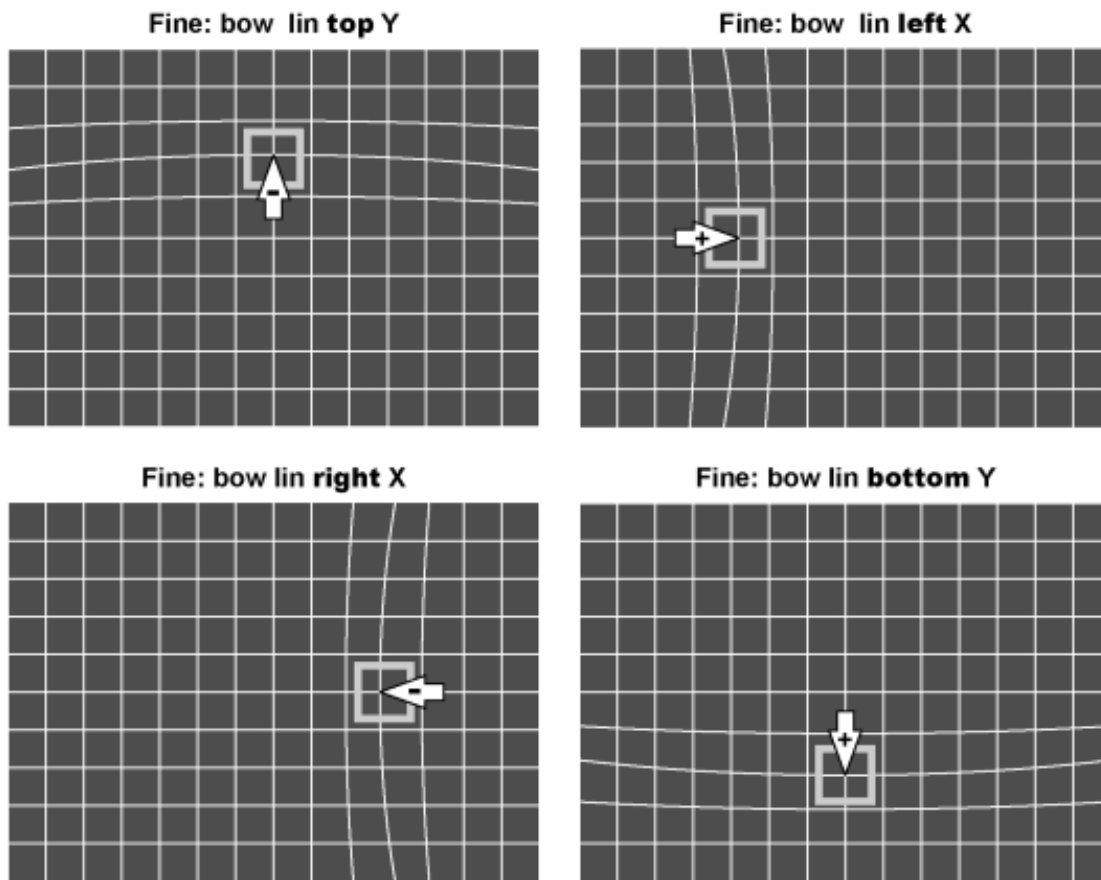 Fine: bow lin top Y
Fine: bow lin left X
-
+
Fine: bow lin right X
Fine: bow lin bottom Y
-
+